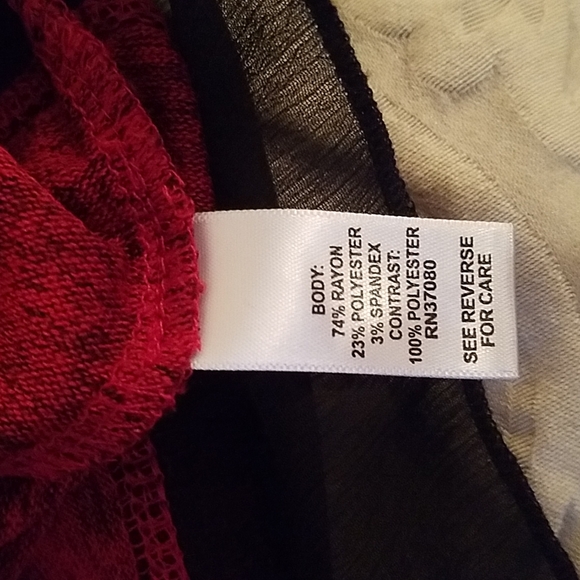 BODY:
74% RAYON
23% POLYESTER
3% SPANDEX
CONTRAST:
100% POLYESTER
RN37080
SEE REVERSE
FOR CARE